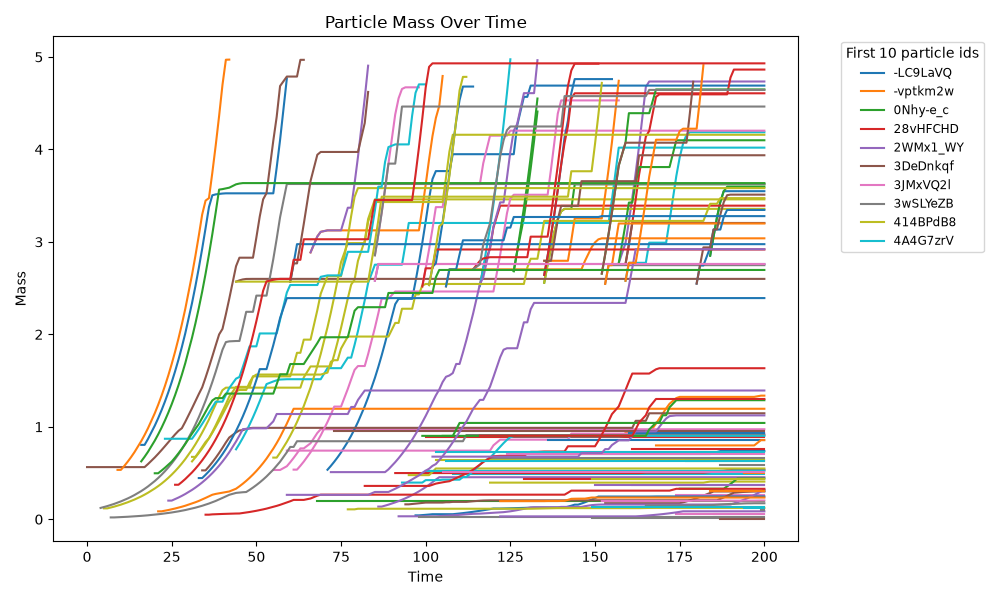 Particle Mass Over Time
Mass
5
4
3
2
1
0
0 25 50 75 100 125 150 175 200
Time
First 10 particle ids
-LC9LaVQ
-vptkm2w
0Nhy-e_c
28vHFCHD
2WMx1_WY
3DeDnkqf
3JMxVQ2l
3wSLYeZB
414BPdB8
4A4G7zrV